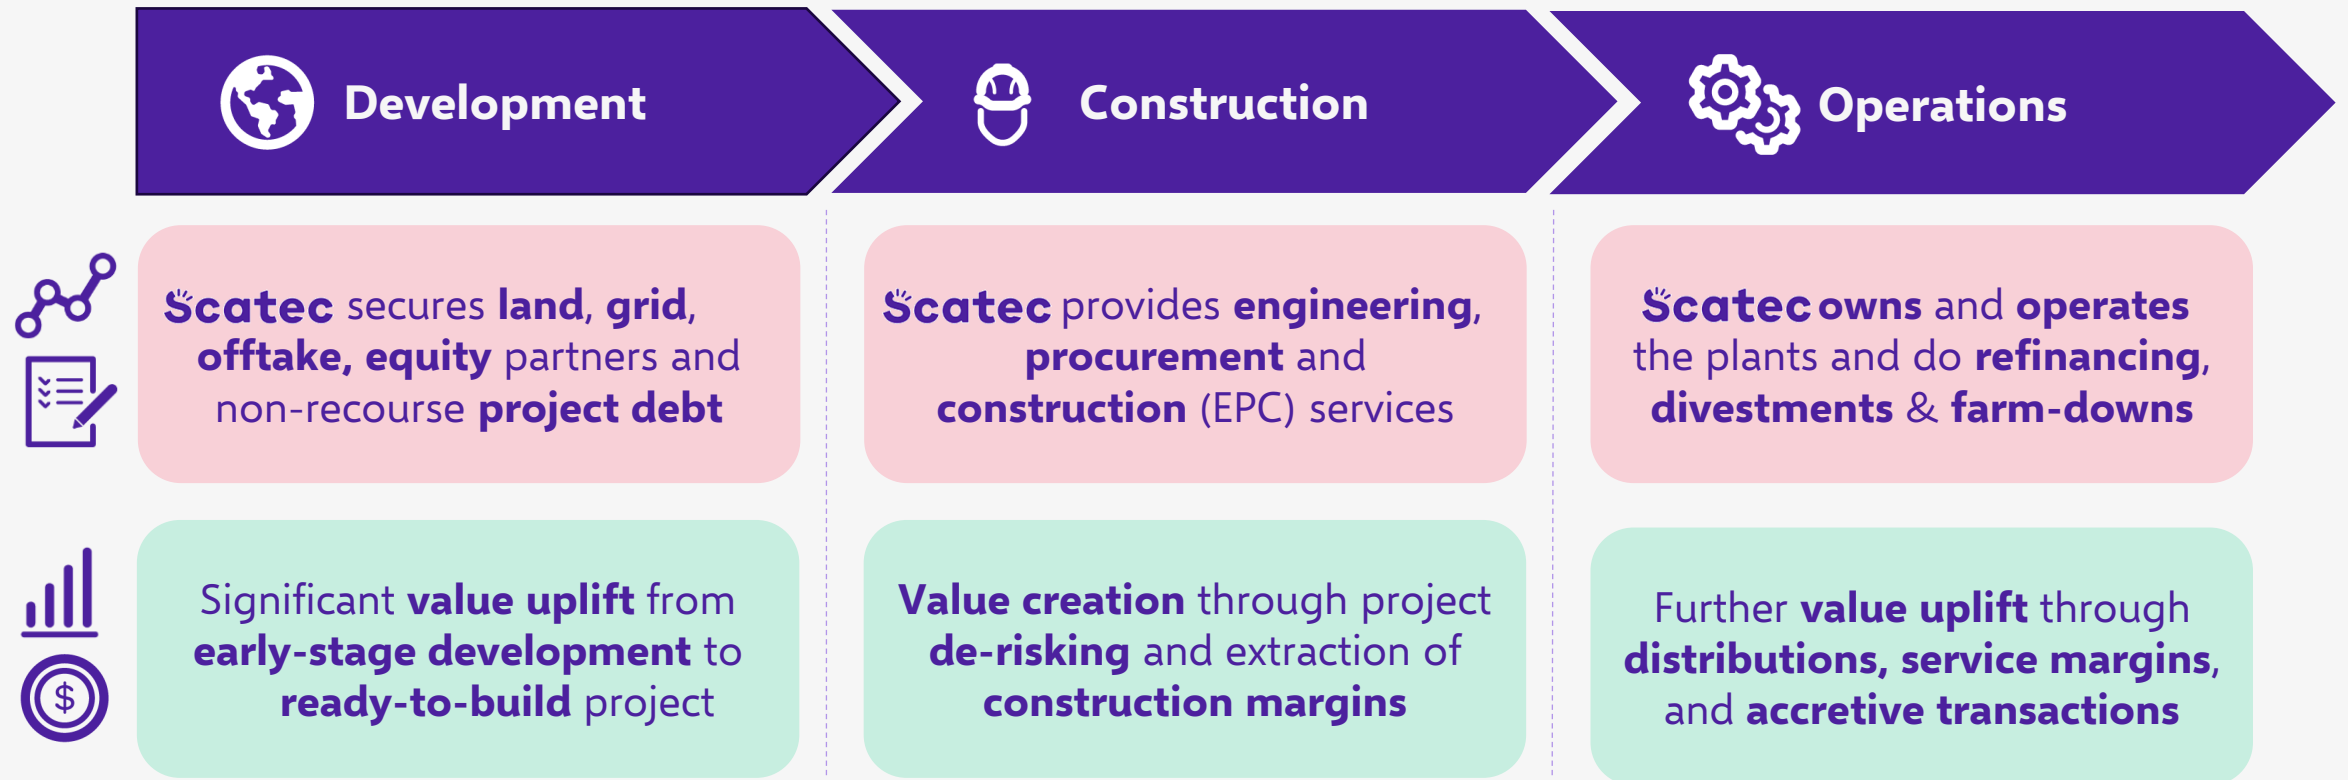 Development
Construction
Operations
Scatec secures land, grid,
offtake, equity partners and
non-recourse project debt
Scatec provides engineering,
procurement and
construction (EPC) services
Scatec owns and operates
the plants and do refinancing,
divestments & farm-downs
$
Significant value uplift from
early-stage development to
ready-to-build project
Value creation through project
de-risking and extraction of
construction margins
Further value uplift through
distributions, service margins,
and accretive transactions